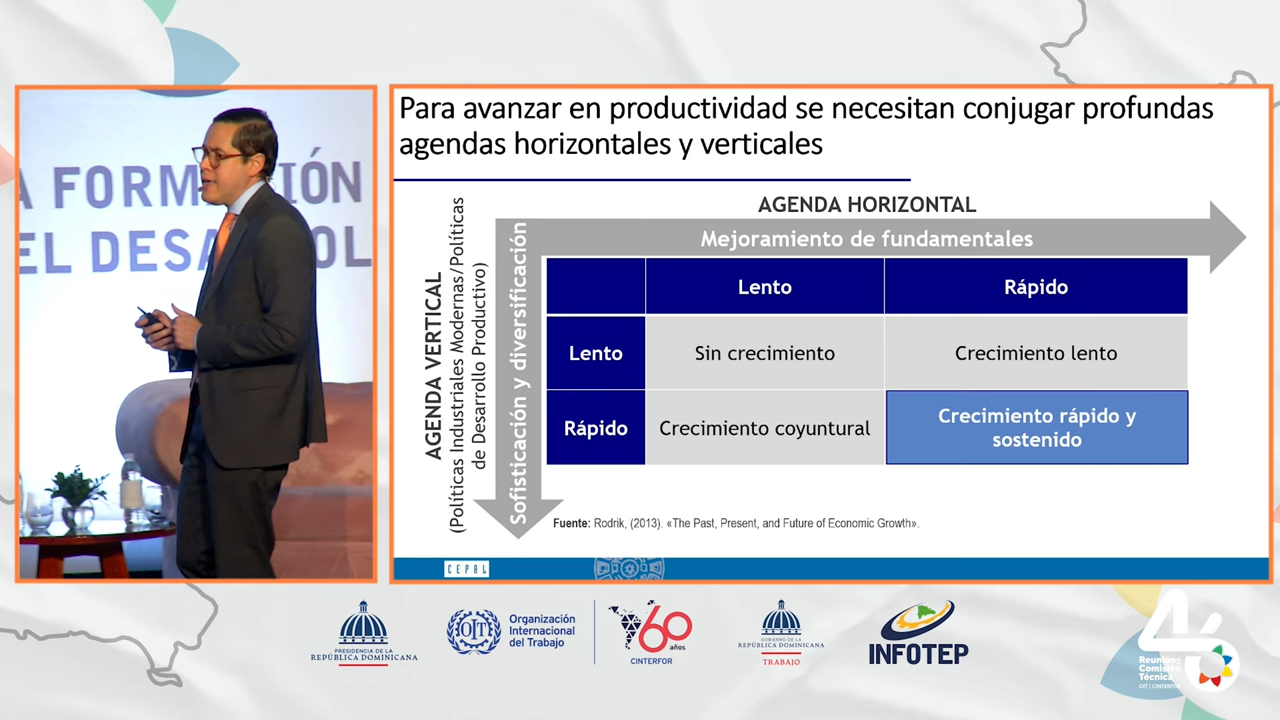 A FORMACIÓN
EL DESARROL
Para avanzar en productividad se necesitan conjugar profundas
agendas horizontales y verticales
AGENDA HORIZONTAL
Mejoramiento de fundamentales
AGENDA VERTICAL
(Políticas Industriales Modernas/Políticas
de Desarrollo Productivo)
Sofisticación y diversificación
Lento
Rápido
Lento
Sin crecimiento
Crecimiento lento
Rápido
Crecimiento coyuntural
Crecimiento rápido y
sostenido
Fuente: Rodrik, (2013). «The Past, Present, and Future of Economic Growth».
CEPAL
PRESIDENCIA DE LA
REPÚBLICA DOMINICANA
OIT
Organización
Internacional
del Trabajo
60
años
CINTERFOR
GOBIERNO DE LA
REPÚBLICA DOMINICANA
TRABAJO
INFOTEP
46
Reunión
Comisión
Técnica
OIT | CINTERFOR